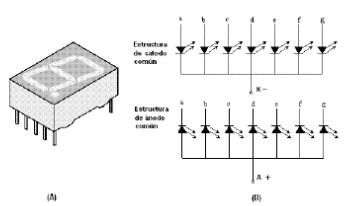 a b c d e f g
Estructura
de cátodo
común
K -
Estructura
de ánodo
común
a b c d e f g
A +
(A) (B)